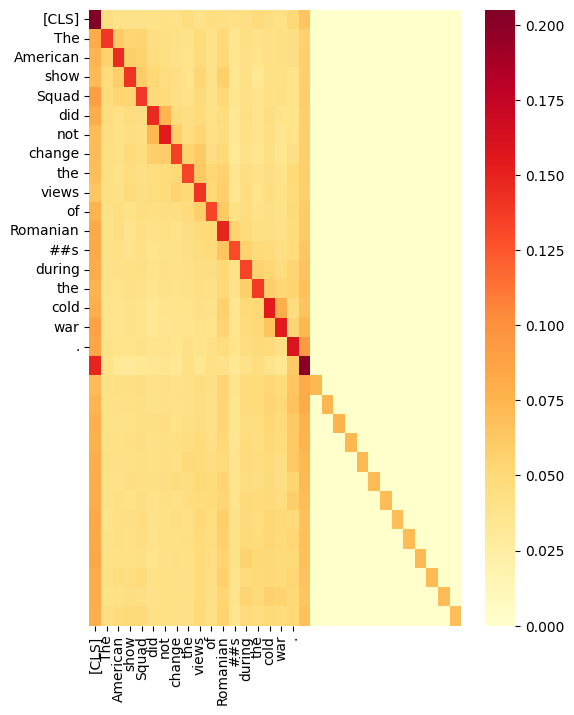 [CLS]
The
American
show
Squad
did
not
change
the
views
of
Romanian
##s
during
the
cold
war
.
[CLS]
The
American
show
Squad
did
not
change
the
views
of
Romanian
##s
during
the
cold
war
.
0.200
0.175
0.150
0.125
0.100
0.075
0.050
0.025
0.000